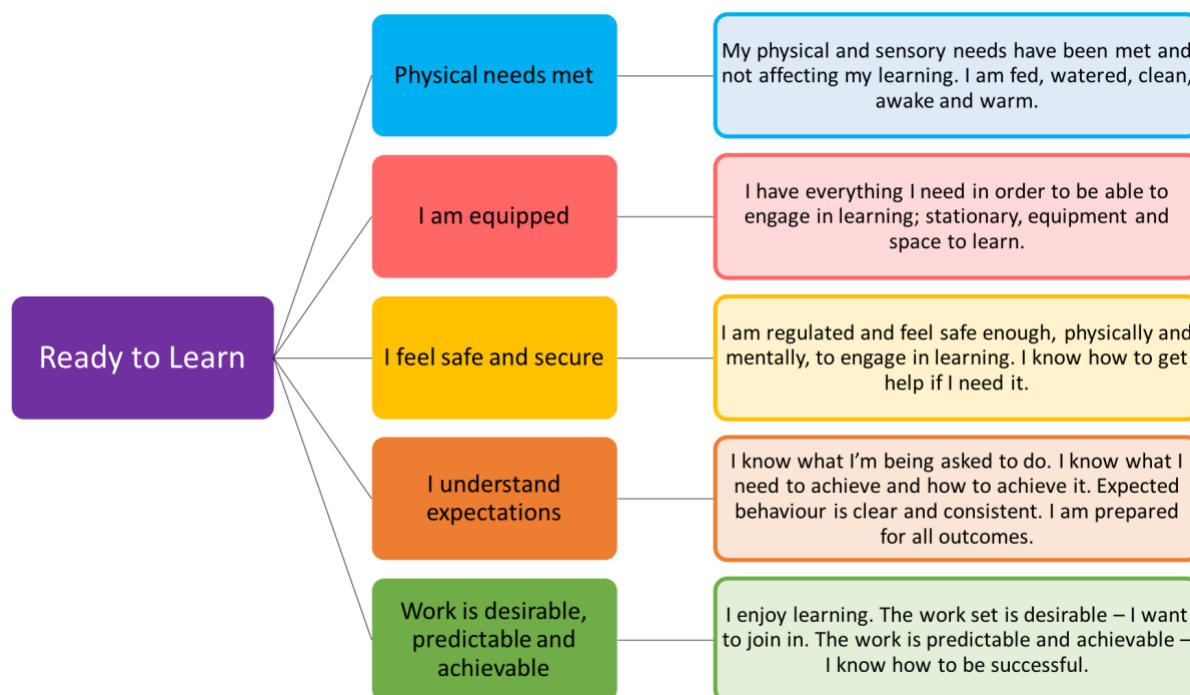 Ready to Learn
Physical needs met
My physical and sensory needs have been met and
not affecting my learning. I am fed, watered, clean,
awake and warm.
I am equipped
I have everything I need in order to be able to
engage in learning; stationary, equipment and
space to learn.
I feel safe and secure
I am regulated and feel safe enough, physically and
mentally, to engage in learning. I know how to get
help if I need it.
I understand
expectations
I know what I’m being asked to do. I know what I
need to achieve and how to achieve it. Expected
behaviour is clear and consistent. I am prepared
for all outcomes.
Work is desirable,
predictable and
achievable
I enjoy learning. The work set is desirable – I want
to join in. The work is predictable and achievable –
I know how to be successful.